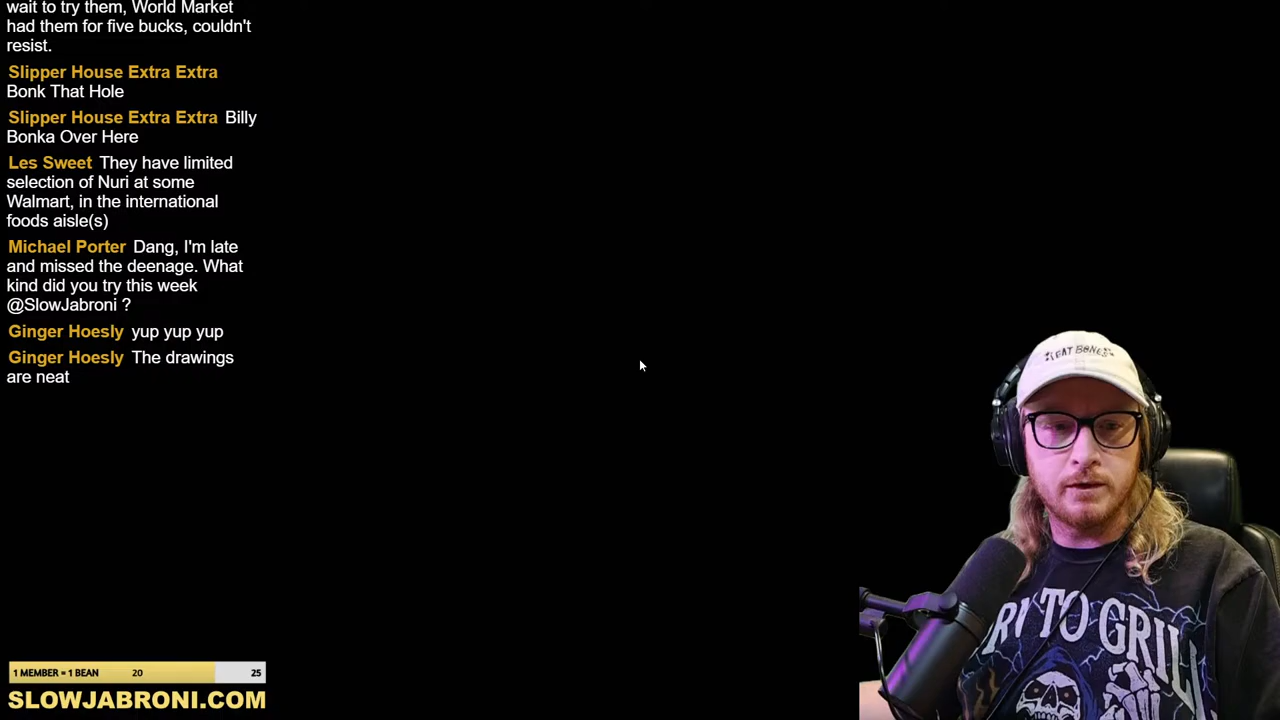 wait to try them, World Market
had them for five bucks, couldn't
resist.
Slipper House Extra Extra
Bonk That Hole
Slipper House Extra Extra Billy
Bonka Over Here
Les Sweet They have limited
selection of Nuri at some
Walmart, in the international
foods aisle(s)
Michael Porter Dang, I'm late
and missed the deenage. What
kind did you try this week
@SlowJabroni ?
Ginger Hoesly yup yup yup
Ginger Hoesly The drawings
are neat
EAT BONES
TO GRILL
1 MEMBER = 1 BEAN 20 25
SLOWJABRONI.COM